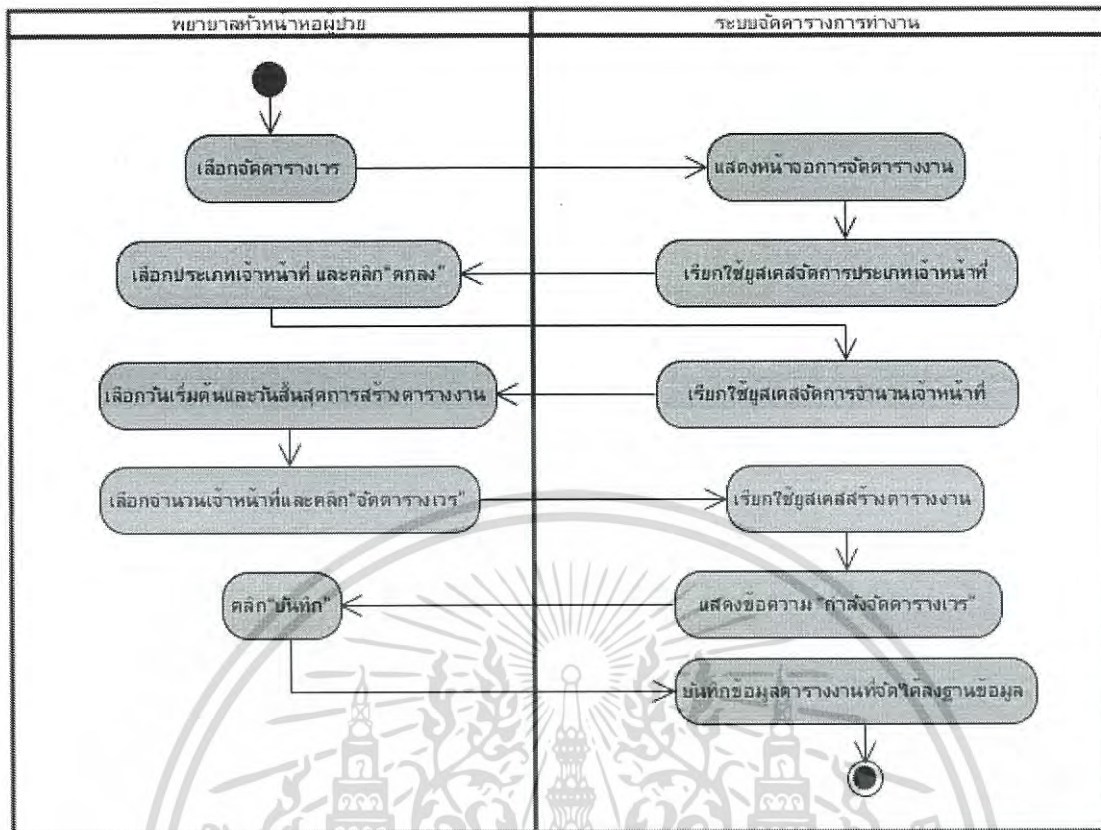 พยาบาลหัวหน้าหอผู้ป่วย
ระบบจัดตารางการทำงาน
เลือกจัดตารางเวร
แสดงหน้าจอการจัดตารางงาน
เรียกใช้ยูสเคสจัดการประเภทเจ้าหน้าที่
เลือกประเภทเจ้าหน้าที่ และคลิก"ตกลง"
เรียกใช้ยูสเคสจัดการจำนวนเจ้าหน้าที่
เลือกวันเริ่มต้นและวันสิ้นสุดการสร้างตารางงาน
เลือกจำนวนเจ้าหน้าที่และคลิก"จัดตารางเวร"
เรียกใช้ยูสเคสสร้างตารางงาน
แสดงข้อความ "กำลังจัดตารางเวร"
คลิก"บันทึก"
บันทึกข้อมูลตารางงานที่จัดได้ลงฐานข้อมูล